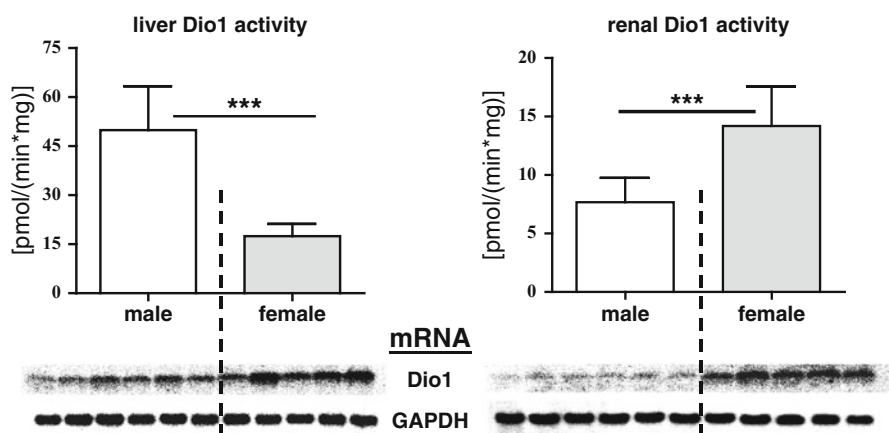 liver Dio1 activity
[pmol/(min*mg)]
75
60
45
30
15
0
***
male female
renal Dio1 activity
[pmol/(min*mg)]
20
15
10
5
0
***
male female
mRNA
Dio1
GAPDH